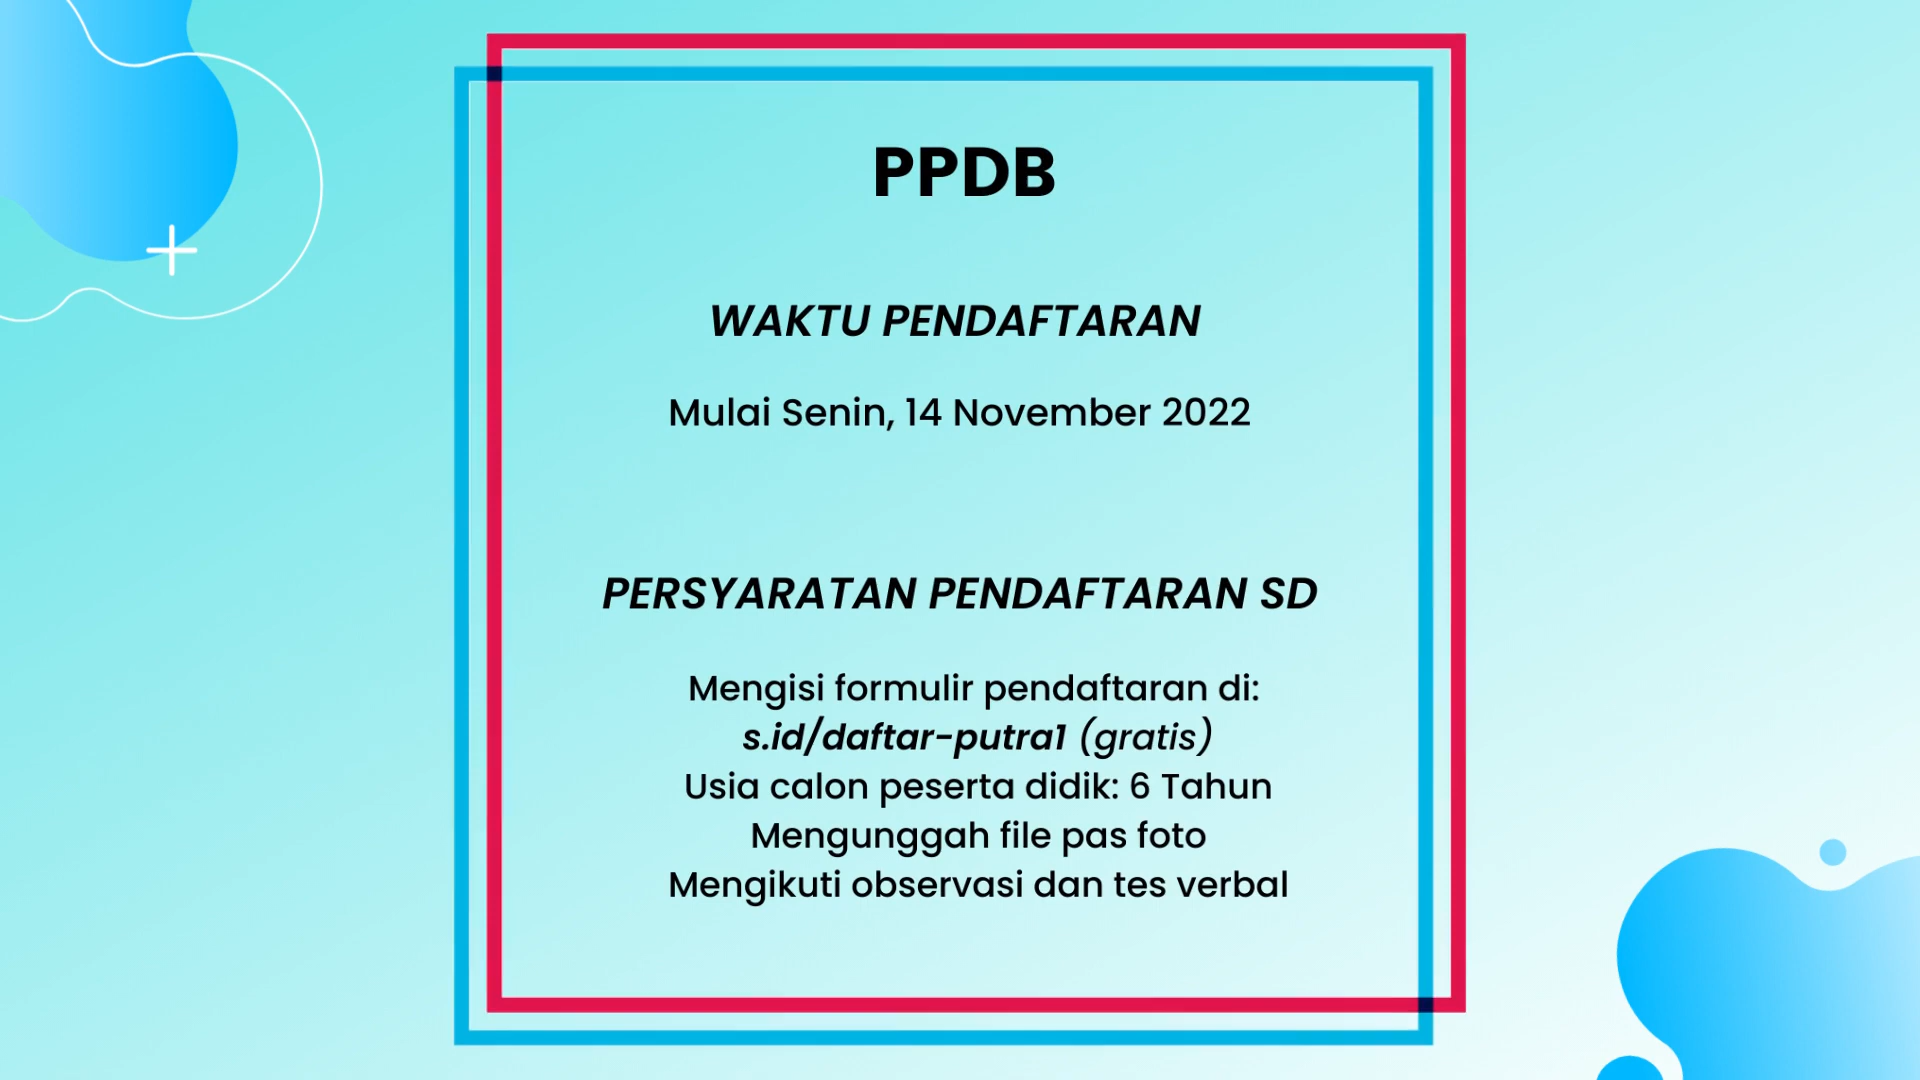 PPDB
WAKTU PENDAFTARAN
Mulai Senin, 14 November 2022
PERSYARATAN PENDAFTARAN SD
Mengisi formulir pendaftaran di:
s.id/daftar-putra1 (gratis)
Usia calon peserta didik: 6 Tahun
Mengunggah file pas foto
Mengikuti observasi dan tes verbal